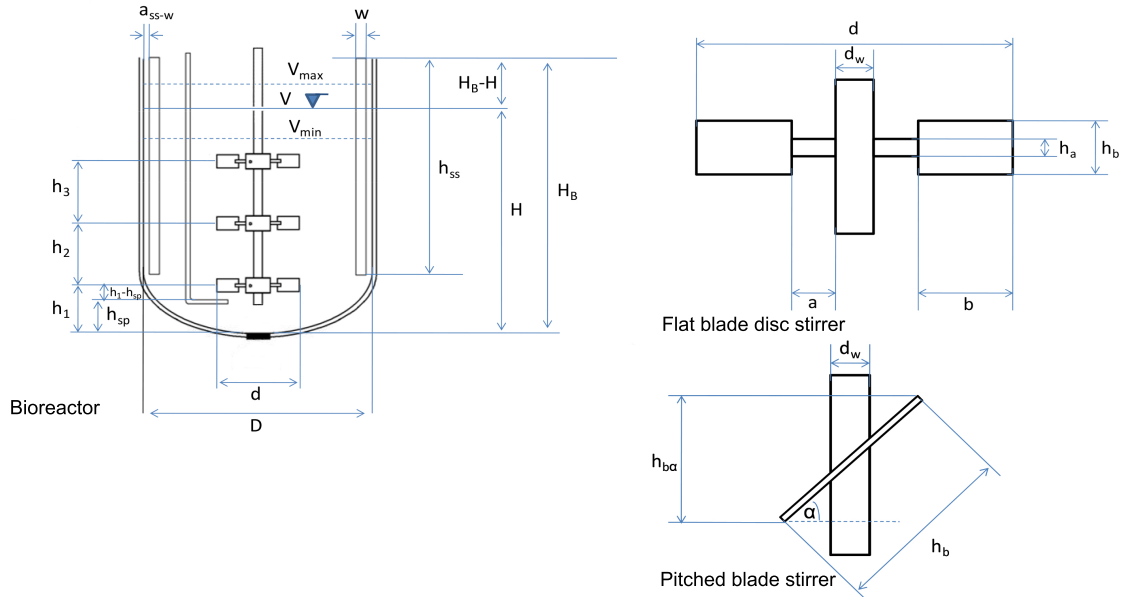 a_ss-w
w
V_max
V
V_min
H_B-H
h_ss
H
H_B
h_3
h_2
h_1-h_sp
h_1
h_sp
d
D
Bioreactor
d
d_w
h_a
h_b
a
b
Flat blade disc stirrer
d_w
h_bα
α
h_b
Pitched blade stirrer